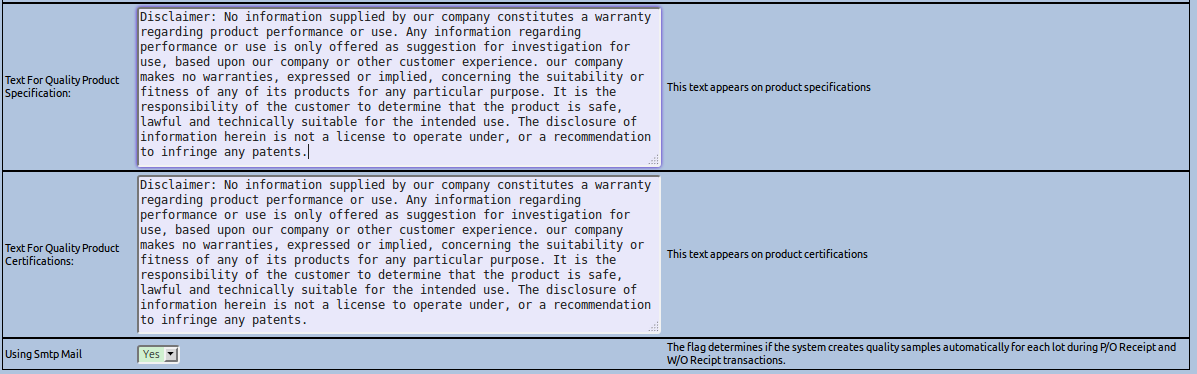 Text For Quality Product
Specification:
Disclaimer: No information supplied by our company constitutes a warranty
regarding product performance or use. Any information regarding
performance or use is only offered as suggestion for investigation for
use, based upon our company or other customer experience. our company
makes no warranties, expressed or implied, concerning the suitability or
fitness of any of its products for any particular purpose. It is the
responsibility of the customer to determine that the product is safe,
lawful and technically suitable for the intended use. The disclosure of
information herein is not a license to operate under, or a recommendation
to infringe any patents.
This text appears on product specifications
Text For Quality Product
Certifications:
Disclaimer: No information supplied by our company constitutes a warranty
regarding product performance or use. Any information regarding
performance or use is only offered as suggestion for investigation for
use, based upon our company or other customer experience. our company
makes no warranties, expressed or implied, concerning the suitability or
fitness of any of its products for any particular purpose. It is the
responsibility of the customer to determine that the product is safe,
lawful and technically suitable for the intended use. The disclosure of
information herein is not a license to operate under, or a recommendation
to infringe any patents.
This text appears on product certifications
Using Smtp Mail
Yes
The flag determines if the system creates quality samples automatically for each lot during P/O Receipt and
W/O Recipt transactions.